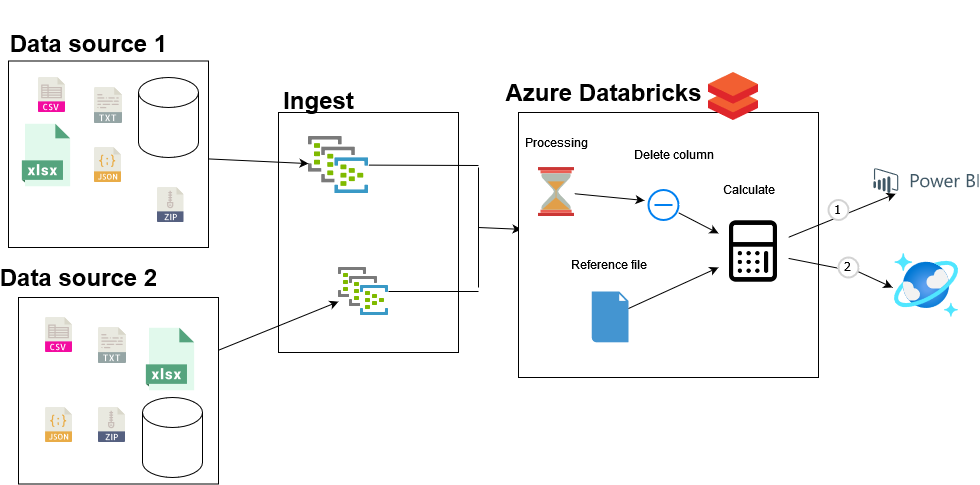 Data source 1
CSV
TXT
xlsx
{;}
JSON
ZIP
Ingest
Azure Databricks
Processing
Delete column
Calculate
Reference file
1
Power BI
2
Data source 2
CSV
TXT
xlsx
{;}
JSON
ZIP